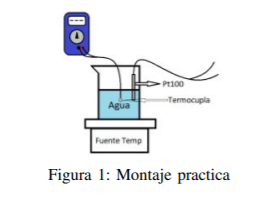 Pt100
Termocupla
Agua
Fuente Temp
Figura 1: Montaje practica